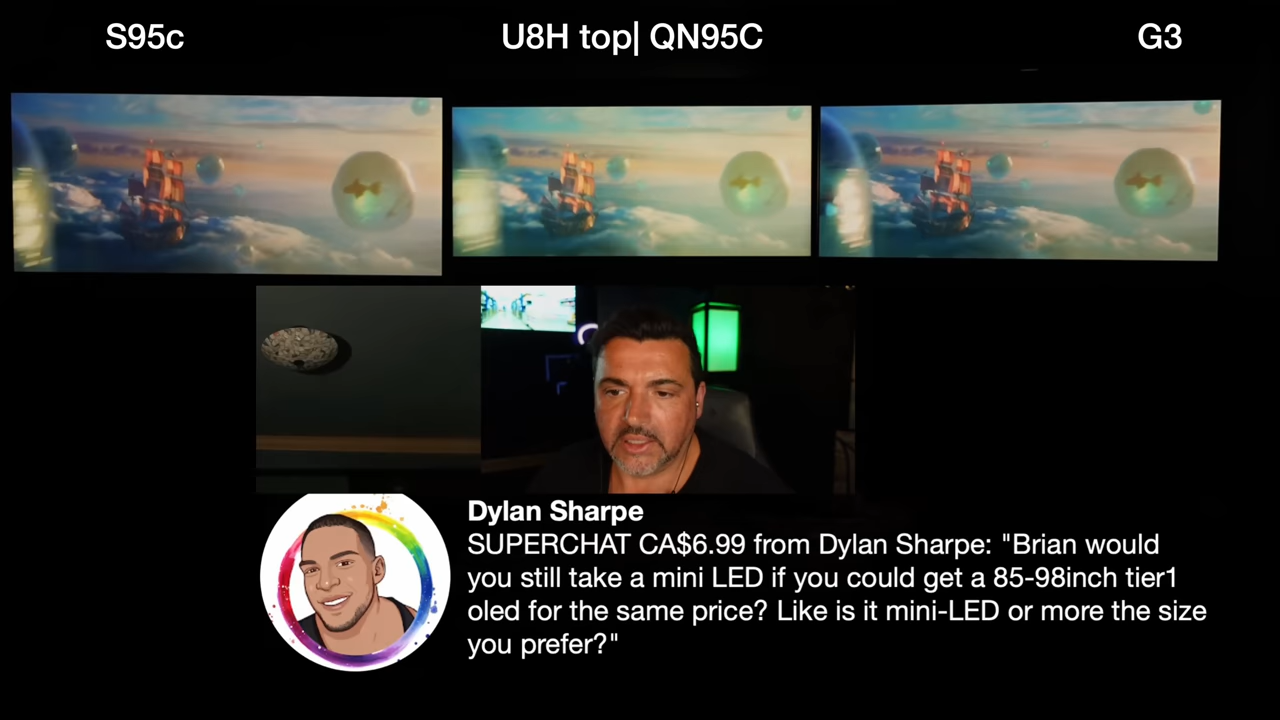 S95c
U8H top| QN95C
G3
Dylan Sharpe
SUPERCHAT CA$6.99 from Dylan Sharpe: "Brian would
you still take a mini LED if you could get a 85-98inch tier1
oled for the same price? Like is it mini-LED or more the size
you prefer?"